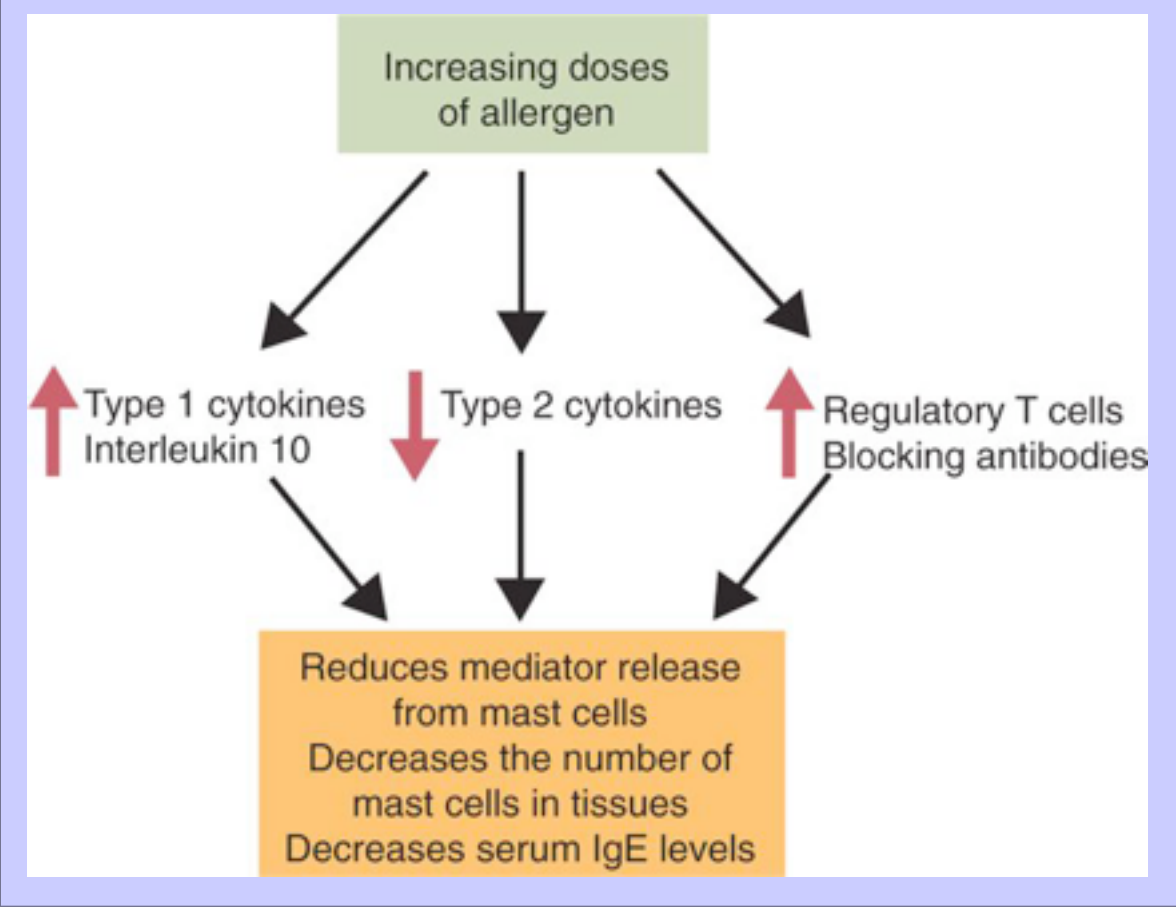 Increasing doses
of allergen
Type 1 cytokines
Interleukin 10
Type 2 cytokines
Regulatory T cells
Blocking antibodies
Reduces mediator release
from mast cells
Decreases the number of
mast cells in tissues
Decreases serum IgE levels